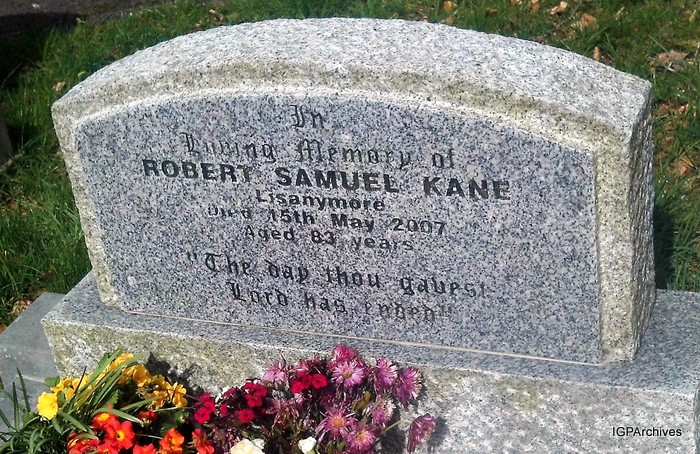 In
Loving Memory of
ROBERT SAMUEL KANE
Lisanymore
Died 15th May 2007
Aged 83 years
"The day thou gavest
Lord has ended"
IGPArchives